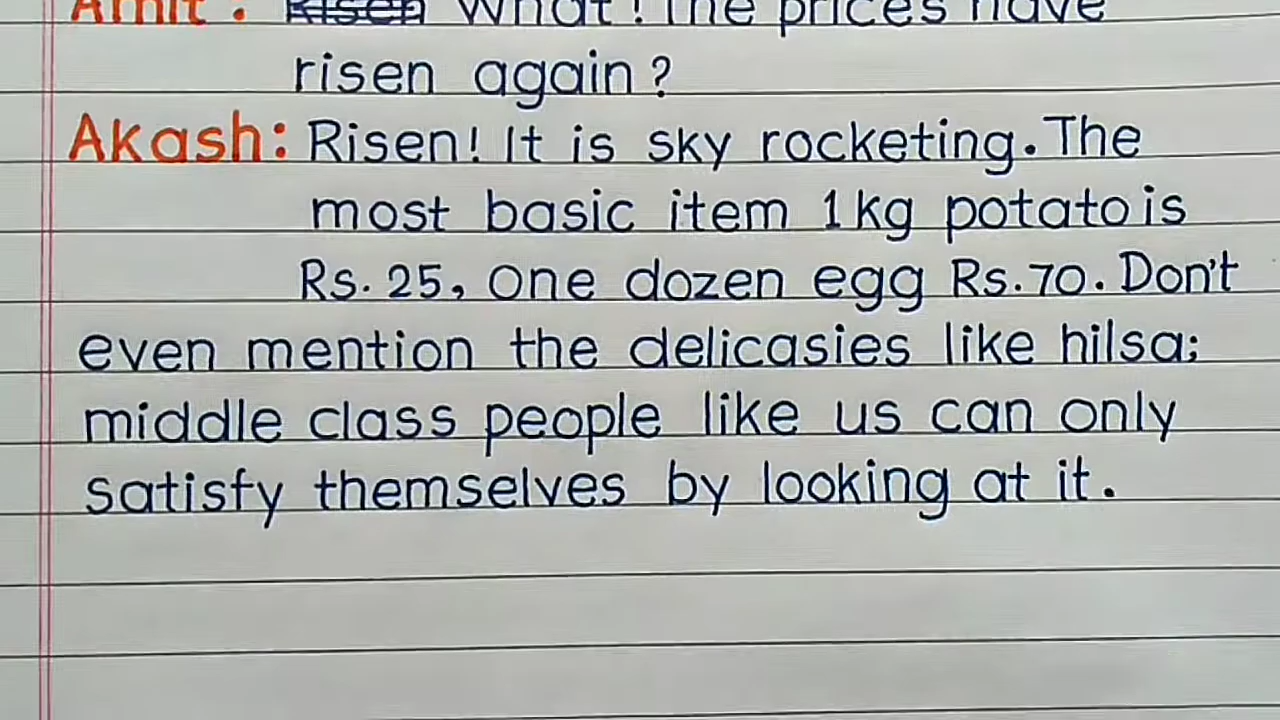 Amit : What! The prices have
risen again?
Akash: Risen! It is sky rocketing. The
most basic item 1kg potato is
Rs. 25, one dozen egg Rs. 70. Don't
even mention the delicasies like hilsa;
middle class people like us can only
satisfy themselves by looking at it.